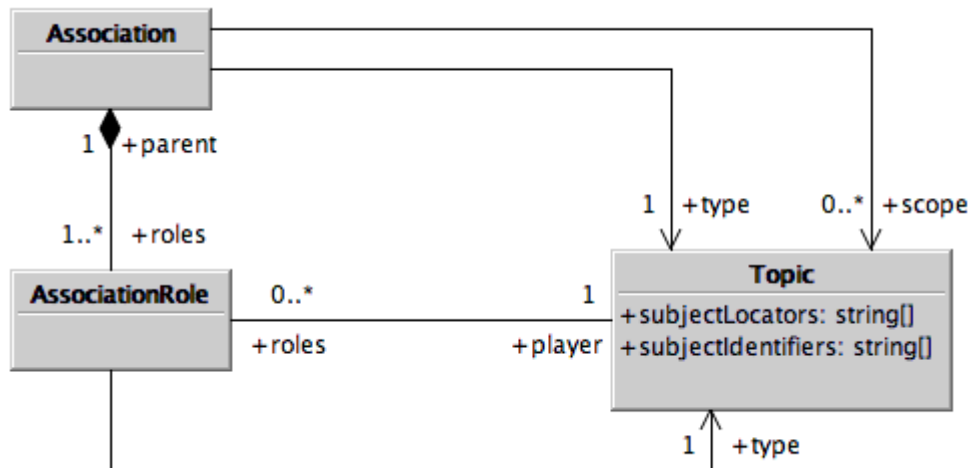 Association
1 +parent
1 +type
0..* +scope
1..* +roles
AssociationRole
0..*
1
+roles
+player
Topic
+subjectLocators: string[]
+subjectIdentifiers: string[]
1 +type